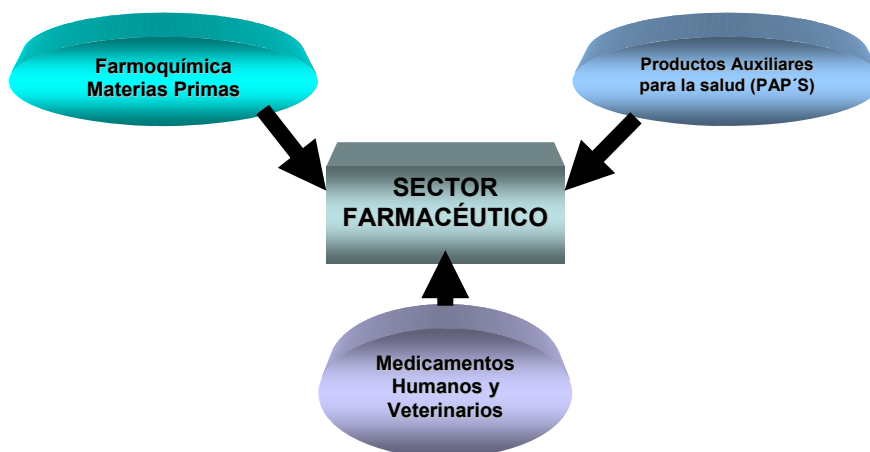 Farmoquímica
Materias Primas
Productos Auxiliares
para la salud (PAP´S)
SECTOR
FARMACÉUTICO
Medicamentos
Humanos y
Veterinarios